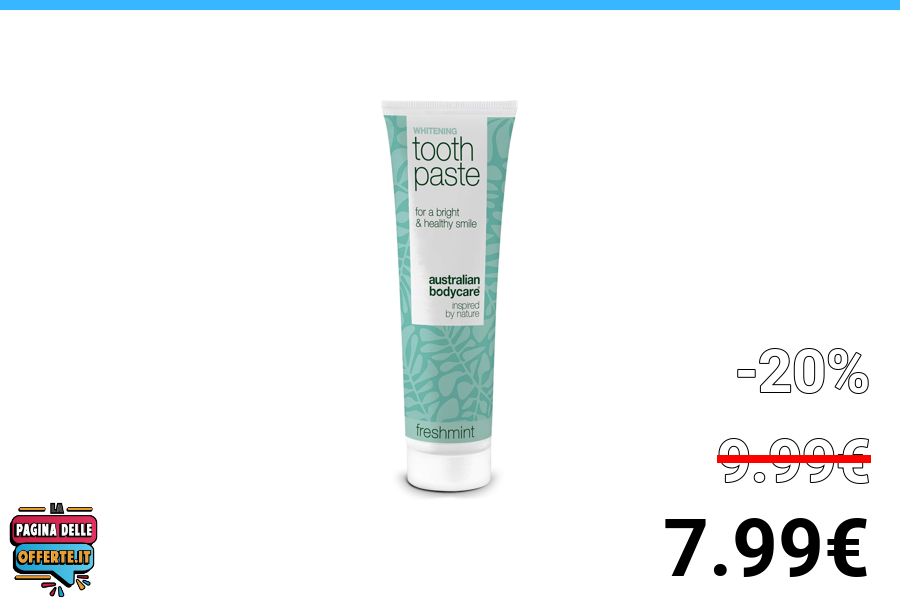 WHITENING
tooth
paste
for a bright
& healthy smile
australian
bodycare
inspired
by nature
freshmint
-20%
9.99€
7.99€
LA
PAGINA DELLE
OFFERTE.IT